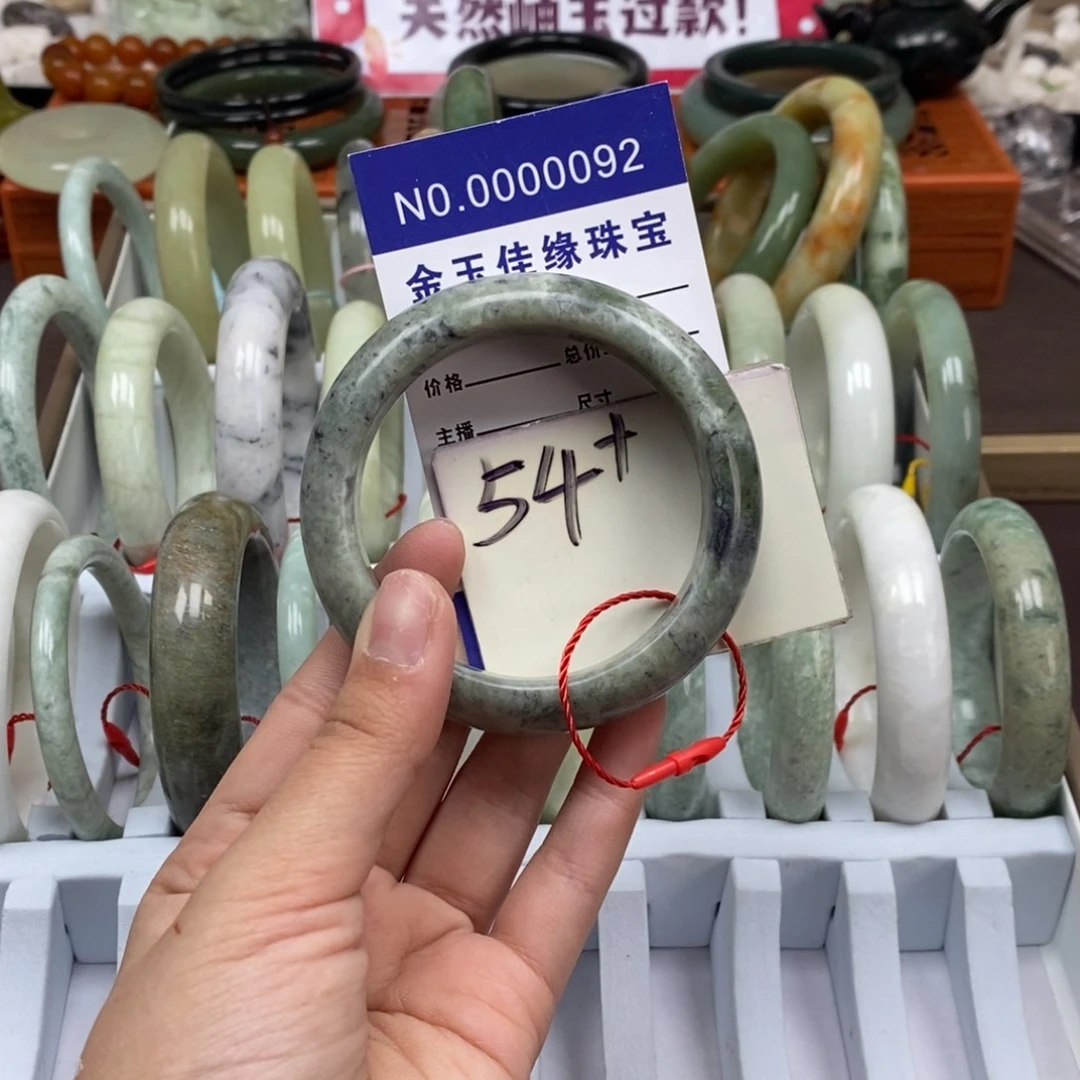 天然岫玉过款！
NO.0000092
金玉佳缘珠宝
价格 总价
主播 尺寸
54+